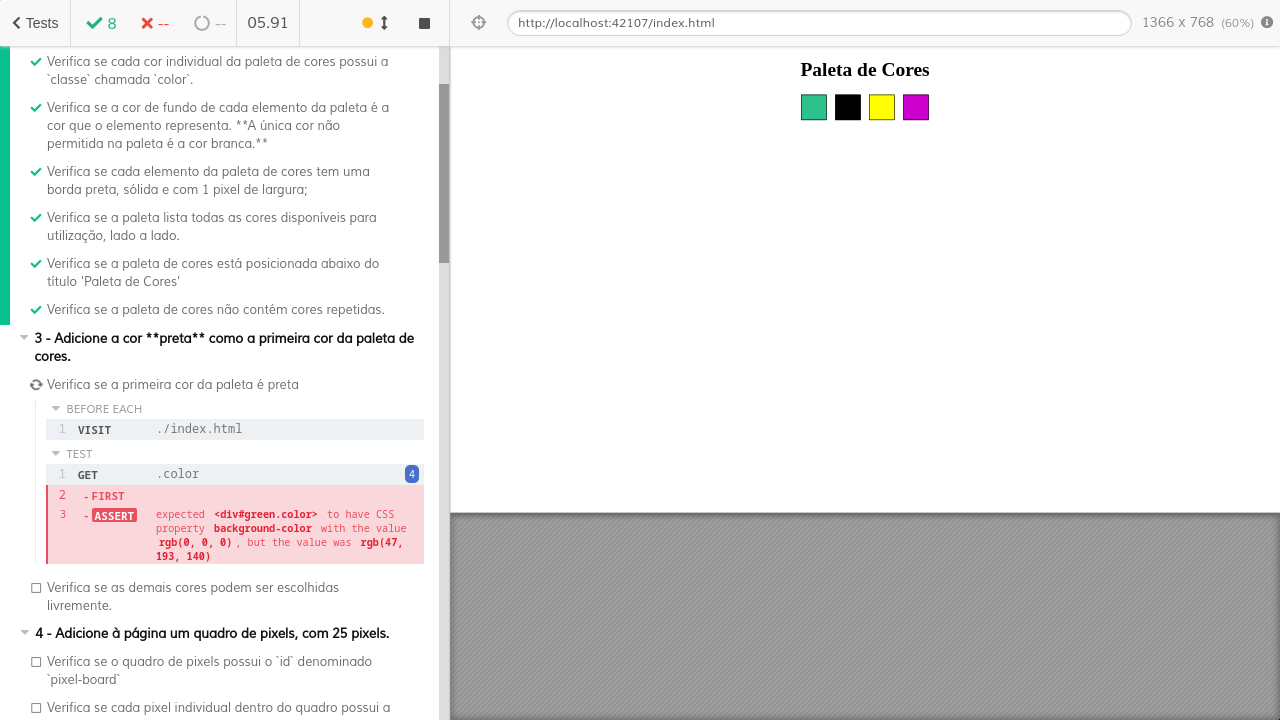 Tests
8
--
--
05.91
http://localhost:42107/index.html
1366 x 768 (60%)
Verifica se cada cor individual da paleta de cores possui a
`classe` chamada `color`.
Verifica se a cor de fundo de cada elemento da paleta é a
cor que o elemento representa. **A única cor não
permitida na paleta é a cor branca.**
Verifica se cada elemento da paleta de cores tem uma
borda preta, sólida e com 1 pixel de largura;
Verifica se a paleta lista todas as cores disponíveis para
utilização, lado a lado.
Verifica se a paleta de cores está posicionada abaixo do
título 'Paleta de Cores'
Verifica se a paleta de cores não contém cores repetidas.
3 - Adicione a cor **preta** como a primeira cor da paleta de
cores.
Verifica se a primeira cor da paleta é preta
BEFORE EACH
1 VISIT ./index.html
TEST
1 GET .color 4
2 -FIRST
3 -ASSERT expected <div#green.color> to have CSS
property background-color with the value
rgb(0, 0, 0) , but the value was rgb(47,
193, 140)
Verifica se as demais cores podem ser escolhidas
livremente.
4 - Adicione à página um quadro de pixels, com 25 pixels.
Verifica se o quadro de pixels possui o `id` denominado
`pixel-board`
Verifica se cada pixel individual dentro do quadro possui a
Paleta de Cores